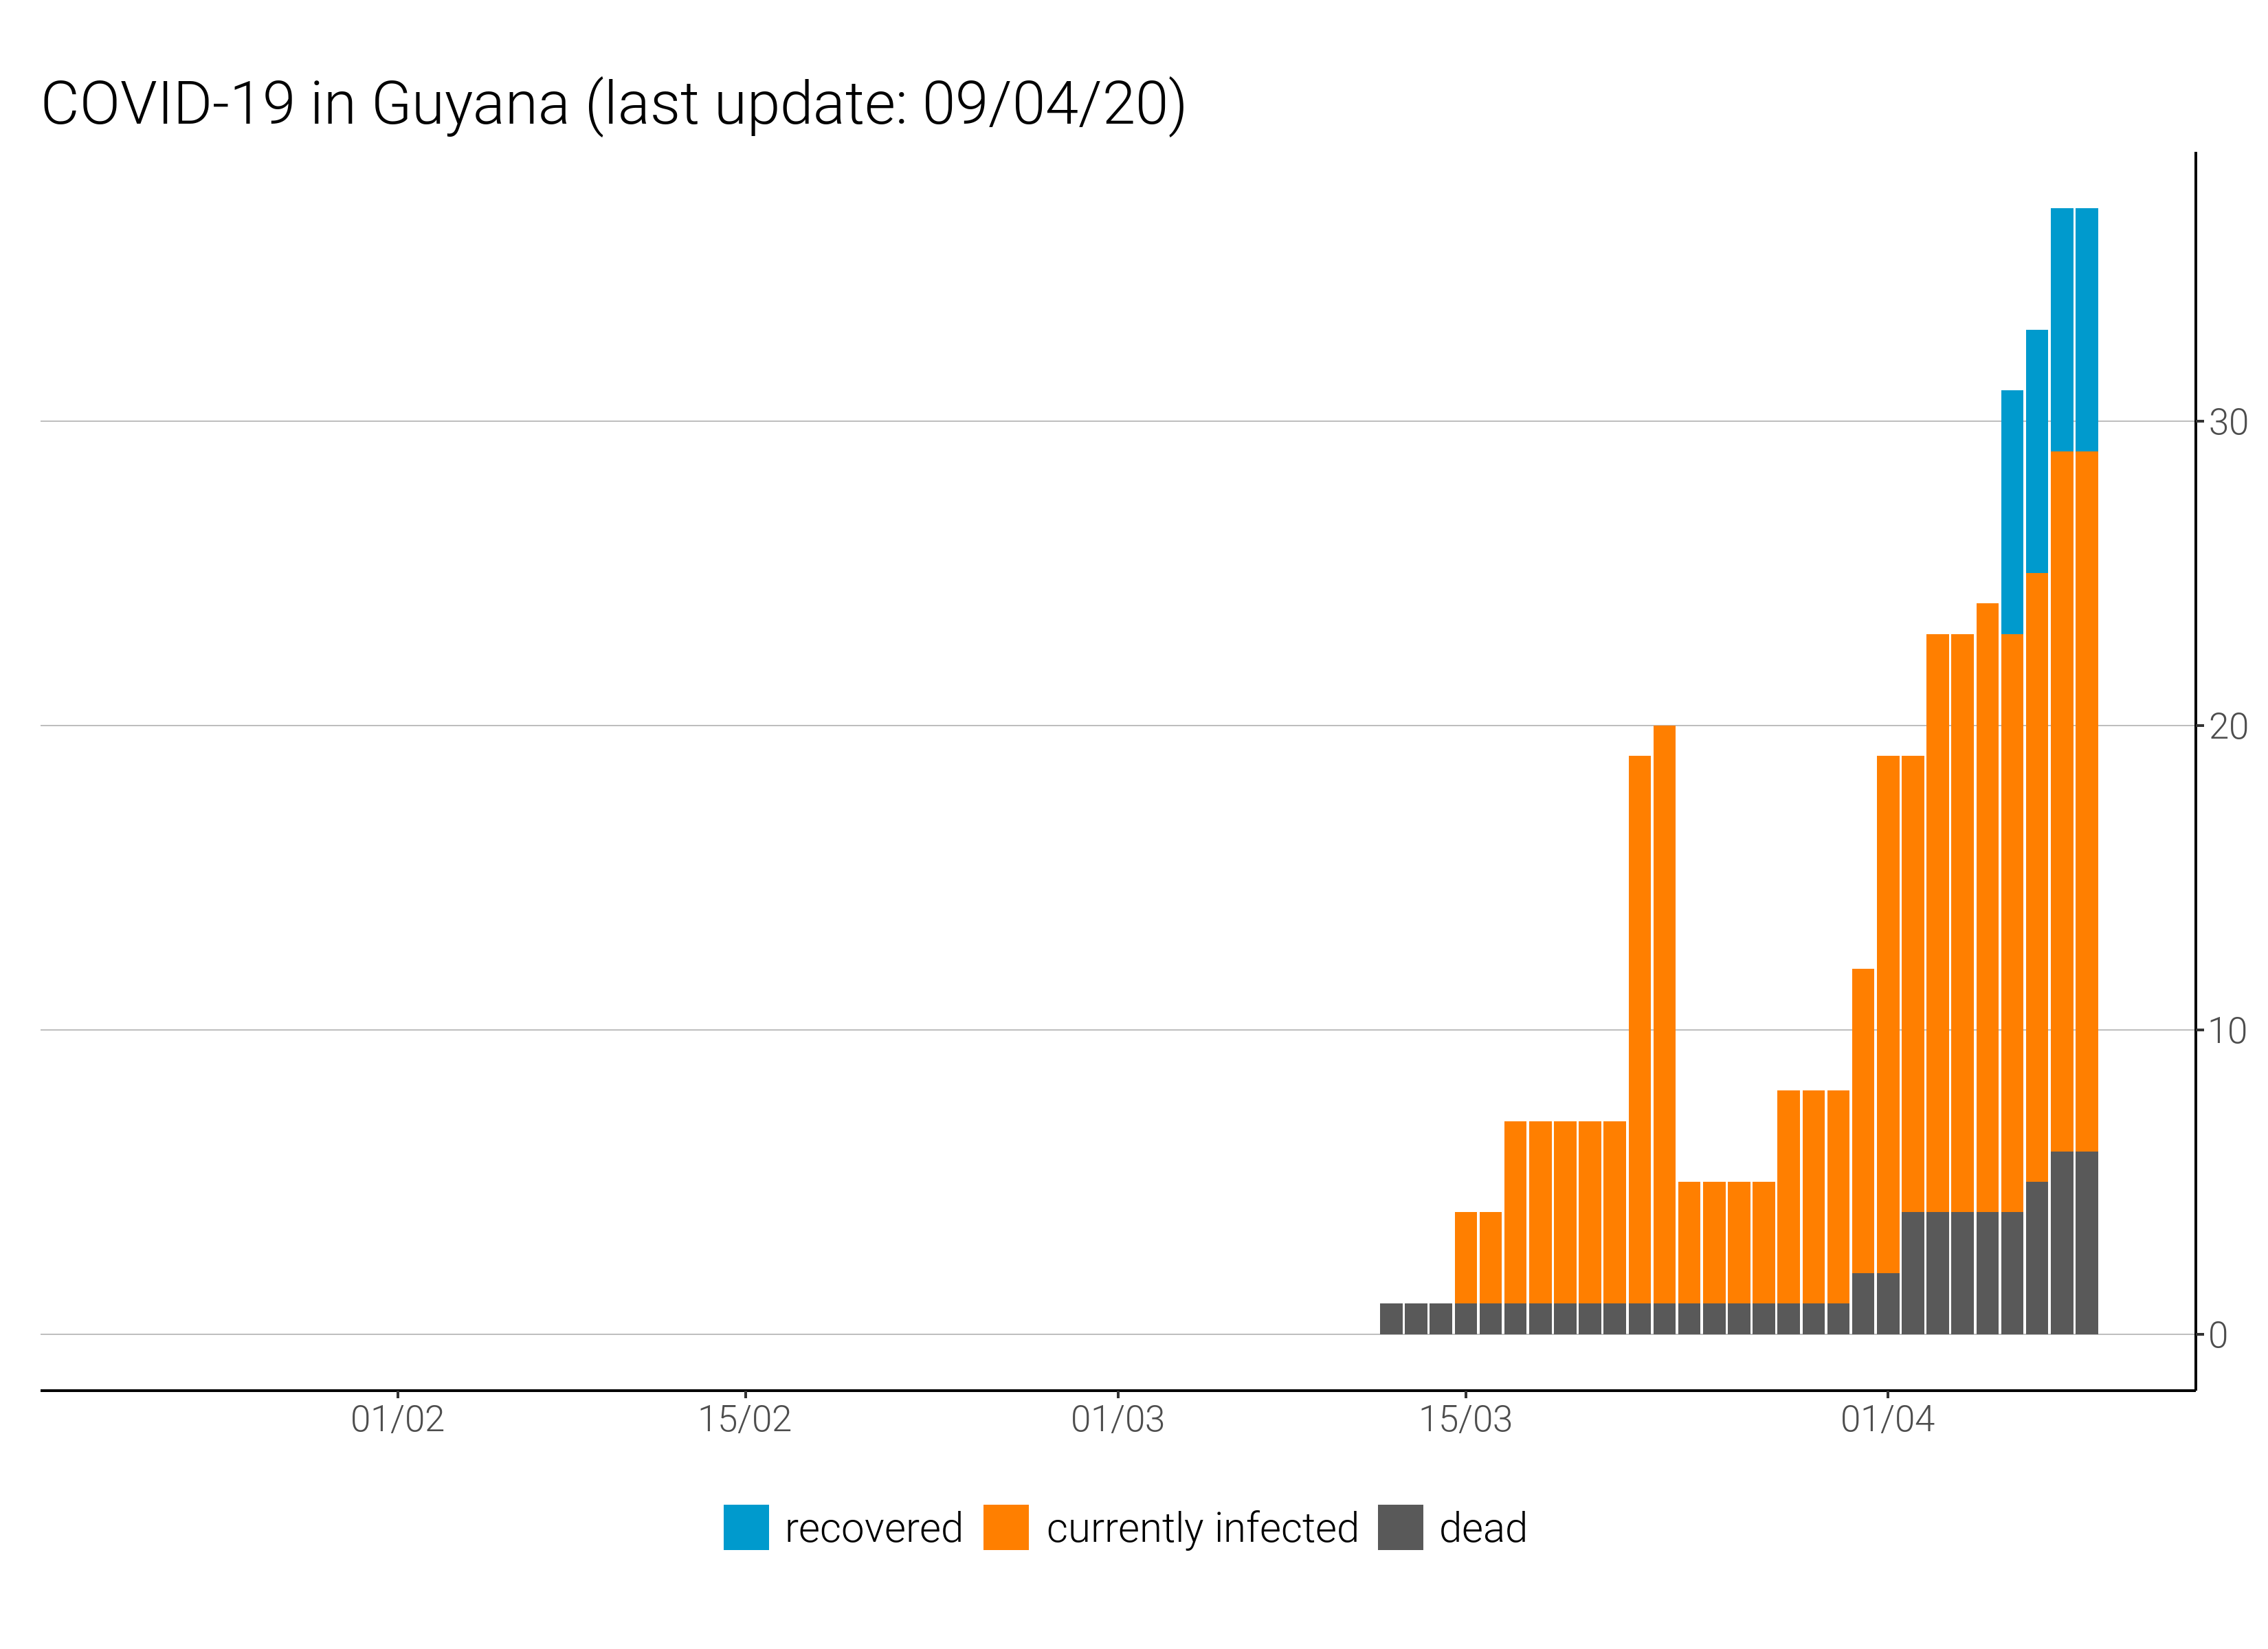 COVID-19 in Guyana (last update: 09/04/20)
30
20
10
0
01/02 15/02 01/03 15/03 01/04
recovered currently infected dead